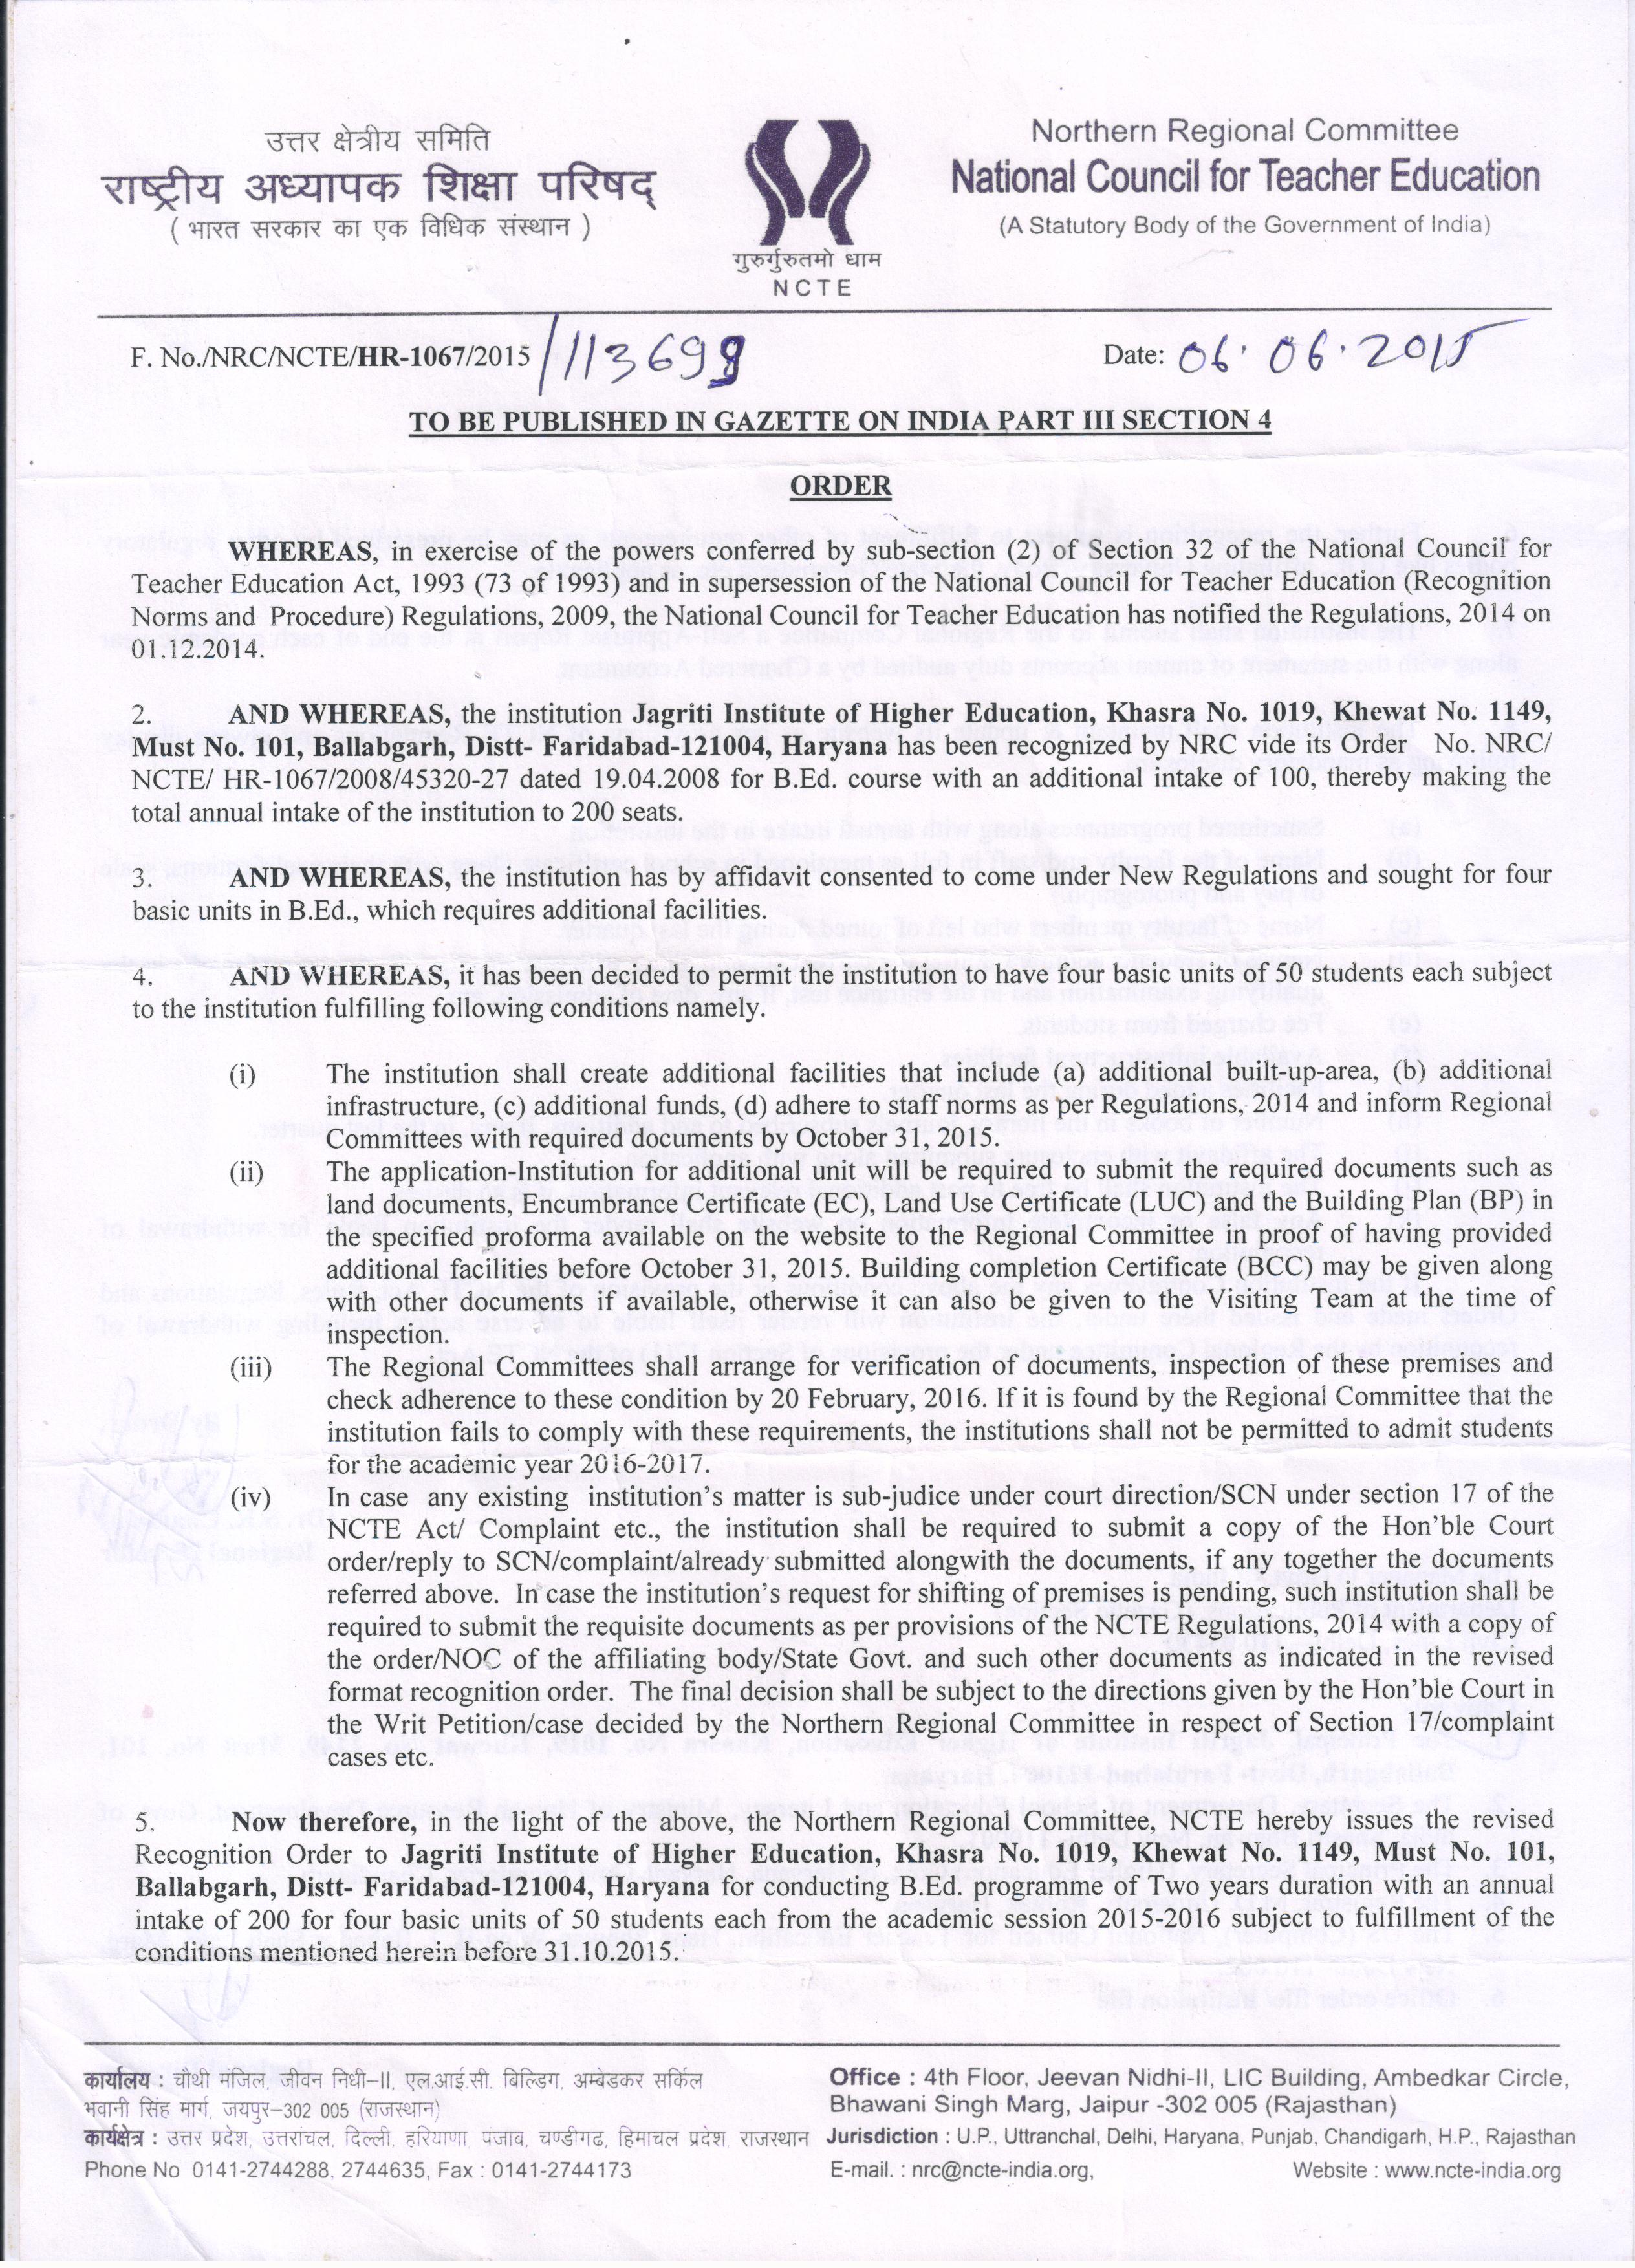 उत्तर क्षेत्रीय समिति
राष्ट्रीय अध्यापक शिक्षा परिषद्
( भारत सरकार का एक विधिक संस्थान )
गुरुर्गुरुतमो धाम
NCTE
Northern Regional Committee
National Council for Teacher Education
(A Statutory Body of the Government of India)
F. No./NRC/NCTE/HR-1067/2015 /113699
Date: 06.06.2015
TO BE PUBLISHED IN GAZETTE ON INDIA PART III SECTION 4
ORDER
WHEREAS, in exercise of the powers conferred by sub-section (2) of Section 32 of the National Council for
Teacher Education Act, 1993 (73 of 1993) and in supersession of the National Council for Teacher Education (Recognition
Norms and Procedure) Regulations, 2009, the National Council for Teacher Education has notified the Regulations, 2014 on
01.12.2014.
2. AND WHEREAS, the institution Jagriti Institute of Higher Education, Khasra No. 1019, Khewat No. 1149,
Must No. 101, Ballabgarh, Distt- Faridabad-121004, Haryana has been recognized by NRC vide its Order No. NRC/
NCTE/ HR-1067/2008/45320-27 dated 19.04.2008 for B.Ed. course with an additional intake of 100, thereby making the
total annual intake of the institution to 200 seats.
3. AND WHEREAS, the institution has by affidavit consented to come under New Regulations and sought for four
basic units in B.Ed., which requires additional facilities.
4. AND WHEREAS, it has been decided to permit the institution to have four basic units of 50 students each subject
to the institution fulfilling following conditions namely.
(i) The institution shall create additional facilities that include (a) additional built-up-area, (b) additional
infrastructure, (c) additional funds, (d) adhere to staff norms as per Regulations, 2014 and inform Regional
Committees with required documents by October 31, 2015.
(ii) The application-Institution for additional unit will be required to submit the required documents such as
land documents, Encumbrance Certificate (EC), Land Use Certificate (LUC) and the Building Plan (BP) in
the specified proforma available on the website to the Regional Committee in proof of having provided
additional facilities before October 31, 2015. Building completion Certificate (BCC) may be given along
with other documents if available, otherwise it can also be given to the Visiting Team at the time of
inspection.
(iii) The Regional Committees shall arrange for verification of documents, inspection of these premises and
check adherence to these condition by 20 February, 2016. If it is found by the Regional Committee that the
institution fails to comply with these requirements, the institutions shall not be permitted to admit students
for the academic year 2016-2017.
(iv) In case any existing institution's matter is sub-judice under court direction/SCN under section 17 of the
NCTE Act/ Complaint etc., the institution shall be required to submit a copy of the Hon'ble Court
order/reply to SCN/complaint/already submitted alongwith the documents, if any together the documents
referred above. In case the institution's request for shifting of premises is pending, such institution shall be
required to submit the requisite documents as per provisions of the NCTE Regulations, 2014 with a copy of
the order/NOC of the affiliating body/State Govt. and such other documents as indicated in the revised
format recognition order. The final decision shall be subject to the directions given by the Hon'ble Court in
the Writ Petition/case decided by the Northern Regional Committee in respect of Section 17/complaint
cases etc.
5. Now therefore, in the light of the above, the Northern Regional Committee, NCTE hereby issues the revised
Recognition Order to Jagriti Institute of Higher Education, Khasra No. 1019, Khewat No. 1149, Must No. 101,
Ballabgarh, Distt- Faridabad-121004, Haryana for conducting B.Ed. programme of Two years duration with an annual
intake of 200 for four basic units of 50 students each from the academic session 2015-2016 subject to fulfillment of the
conditions mentioned herein before 31.10.2015.
कार्यालय : चौथी मंजिल, जीवन निधी-II, एल.आई.सी. बिल्डिग, अम्बेडकर सर्किल
भवानी सिंह मार्ग, जयपुर-302 005 (राजस्थान)
कार्यक्षेत्र : उत्तर प्रदेश, उत्तरांचल, दिल्ली, हरियाणा, पंजाब, चण्डीगढ, हिमाचल प्रदेश, राजस्थान
Phone No 0141-2744288, 2744635, Fax : 0141-2744173
Office : 4th Floor, Jeevan Nidhi-II, LIC Building, Ambedkar Circle,
Bhawani Singh Marg, Jaipur -302 005 (Rajasthan)
Jurisdiction : U.P., Uttranchal, Delhi, Haryana, Punjab, Chandigarh, H.P., Rajasthan
E-mail. : nrc@ncte-india.org, Website : www.ncte-india.org